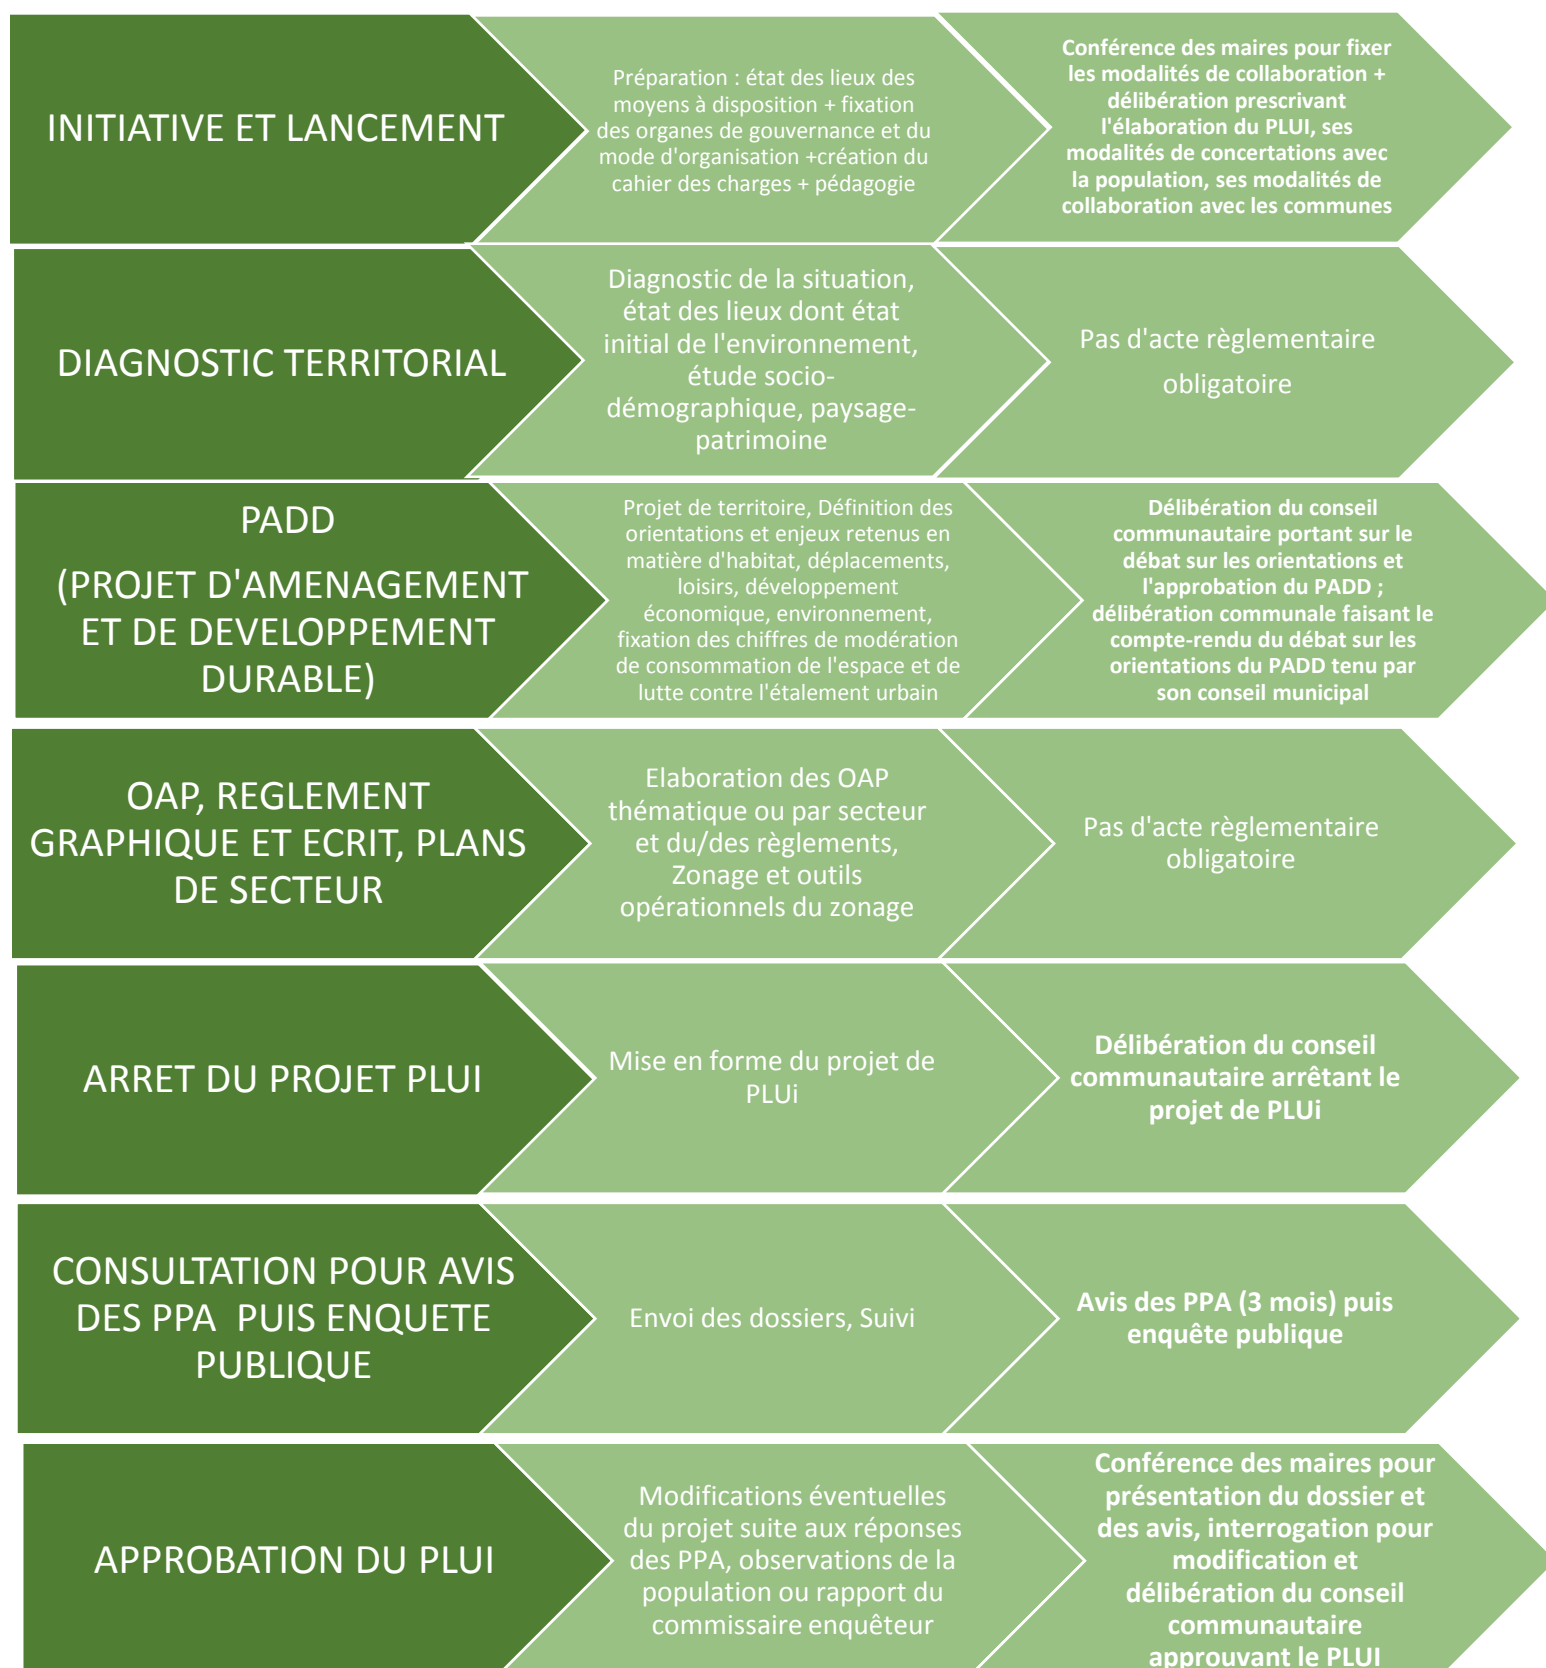 INITIATIVE ET LANCEMENT
Préparation : état des lieux des
moyens à disposition + fixation
des organes de gouvernance et du
mode d'organisation +création du
cahier des charges + pédagogie
Conférence des maires pour fixer
les modalités de collaboration +
délibération prescrivant
l'élaboration du PLUI, ses
modalités de concertations avec
la population, ses modalités de
collaboration avec les communes
DIAGNOSTIC TERRITORIAL
Diagnostic de la situation,
état des lieux dont état
initial de l'environnement,
étude socio-
démographique, paysage-
patrimoine
Pas d'acte règlementaire
obligatoire
PADD
(PROJET D'AMENAGEMENT
ET DE DEVELOPPEMENT
DURABLE)
Projet de territoire, Définition des
orientations et enjeux retenus en
matière d'habitat, déplacements,
loisirs, développement
économique, environnement,
fixation des chiffres de modération
de consommation de l'espace et de
lutte contre l'étalement urbain
Délibération du conseil
communautaire portant sur le
débat sur les orientations et
l'approbation du PADD ;
délibération communale faisant le
compte-rendu du débat sur les
orientations du PADD tenu par
son conseil municipal
OAP, REGLEMENT
GRAPHIQUE ET ECRIT, PLANS
DE SECTEUR
Elaboration des OAP
thématique ou par secteur
et du/des règlements,
Zonage et outils
opérationnels du zonage
Pas d'acte règlementaire
obligatoire
ARRET DU PROJET PLUI
Mise en forme du projet de
PLUi
Délibération du conseil
communautaire arrêtant le
projet de PLUi
CONSULTATION POUR AVIS
DES PPA PUIS ENQUETE
PUBLIQUE
Envoi des dossiers, Suivi
Avis des PPA (3 mois) puis
enquête publique
APPROBATION DU PLUI
Modifications éventuelles
du projet suite aux réponses
des PPA, observations de la
population ou rapport du
commissaire enquêteur
Conférence des maires pour
présentation du dossier et
des avis, interrogation pour
modification et
délibération du conseil
communautaire
approuvant le PLUI